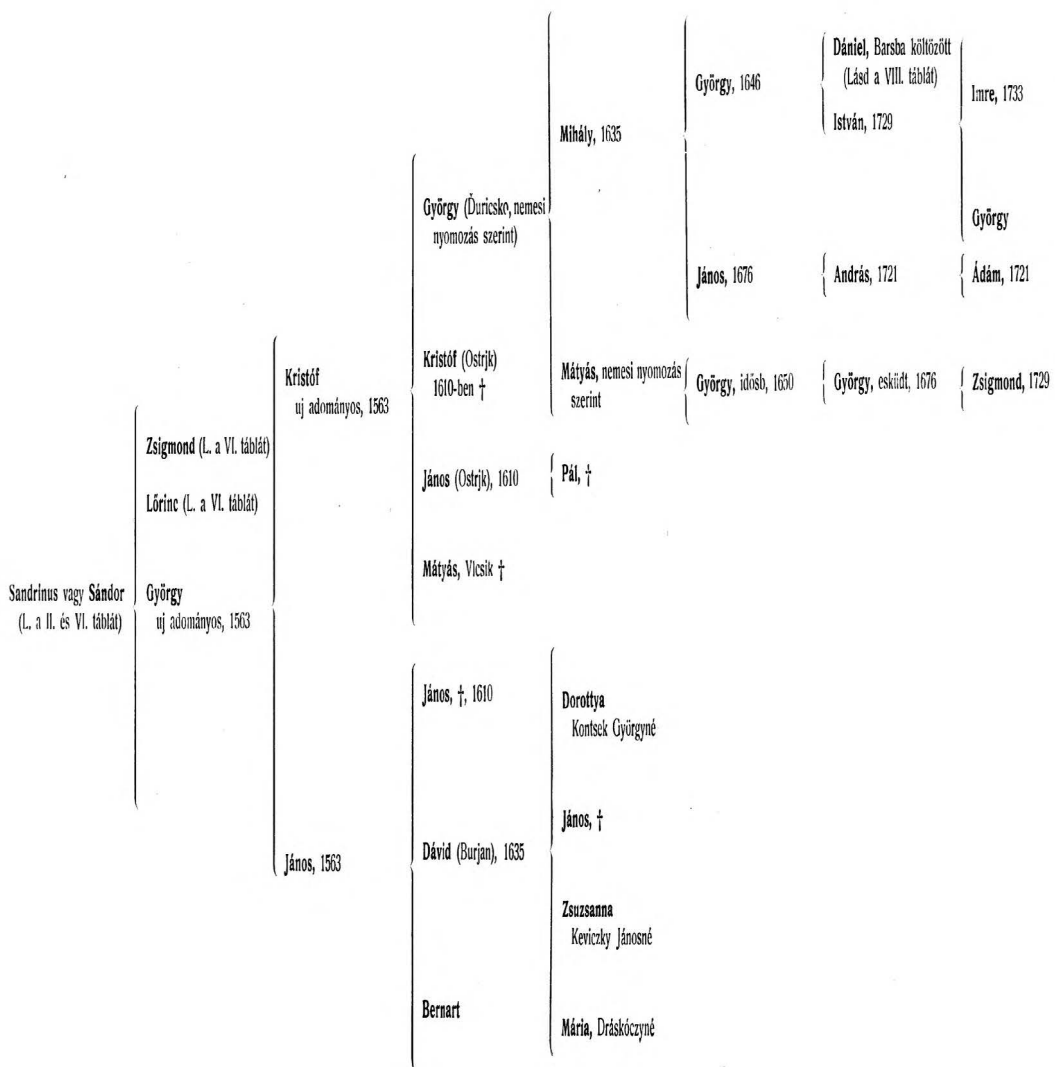 Sandrinus vagy Sándor
(L. a II. és VI. táblát)
Zsigmond (L. a VI. táblát)
Lőrinc (L. a VI. táblát)
György
uj adományos, 1563
Kristóf
uj adományos, 1563
János, 1563
György (Ďuricsko, nemesi
nyomozás szerint)
Kristóf (Ostrjk)
1610-ben †
János (Ostrjk), 1610
Mátyás, Vicsik †
János, †, 1610
Dávid (Burjan), 1635
Bernart
Mihály, 1635
Mátyás, nemesi nyomozás
szerint
Pál, †
Dorottya
Kontsek Györgyné
János, †
Zsuzsanna
Keviczky Jánosné
Mária, Dráskóczyné
György, 1646
János, 1676
György, idősb, 1650
Dániel, Barsba költözött
(Lásd a VIII. táblát)
István, 1729
András, 1721
György, esküdt, 1676
Imre, 1733
György
Ádám, 1721
Zsigmond, 1729